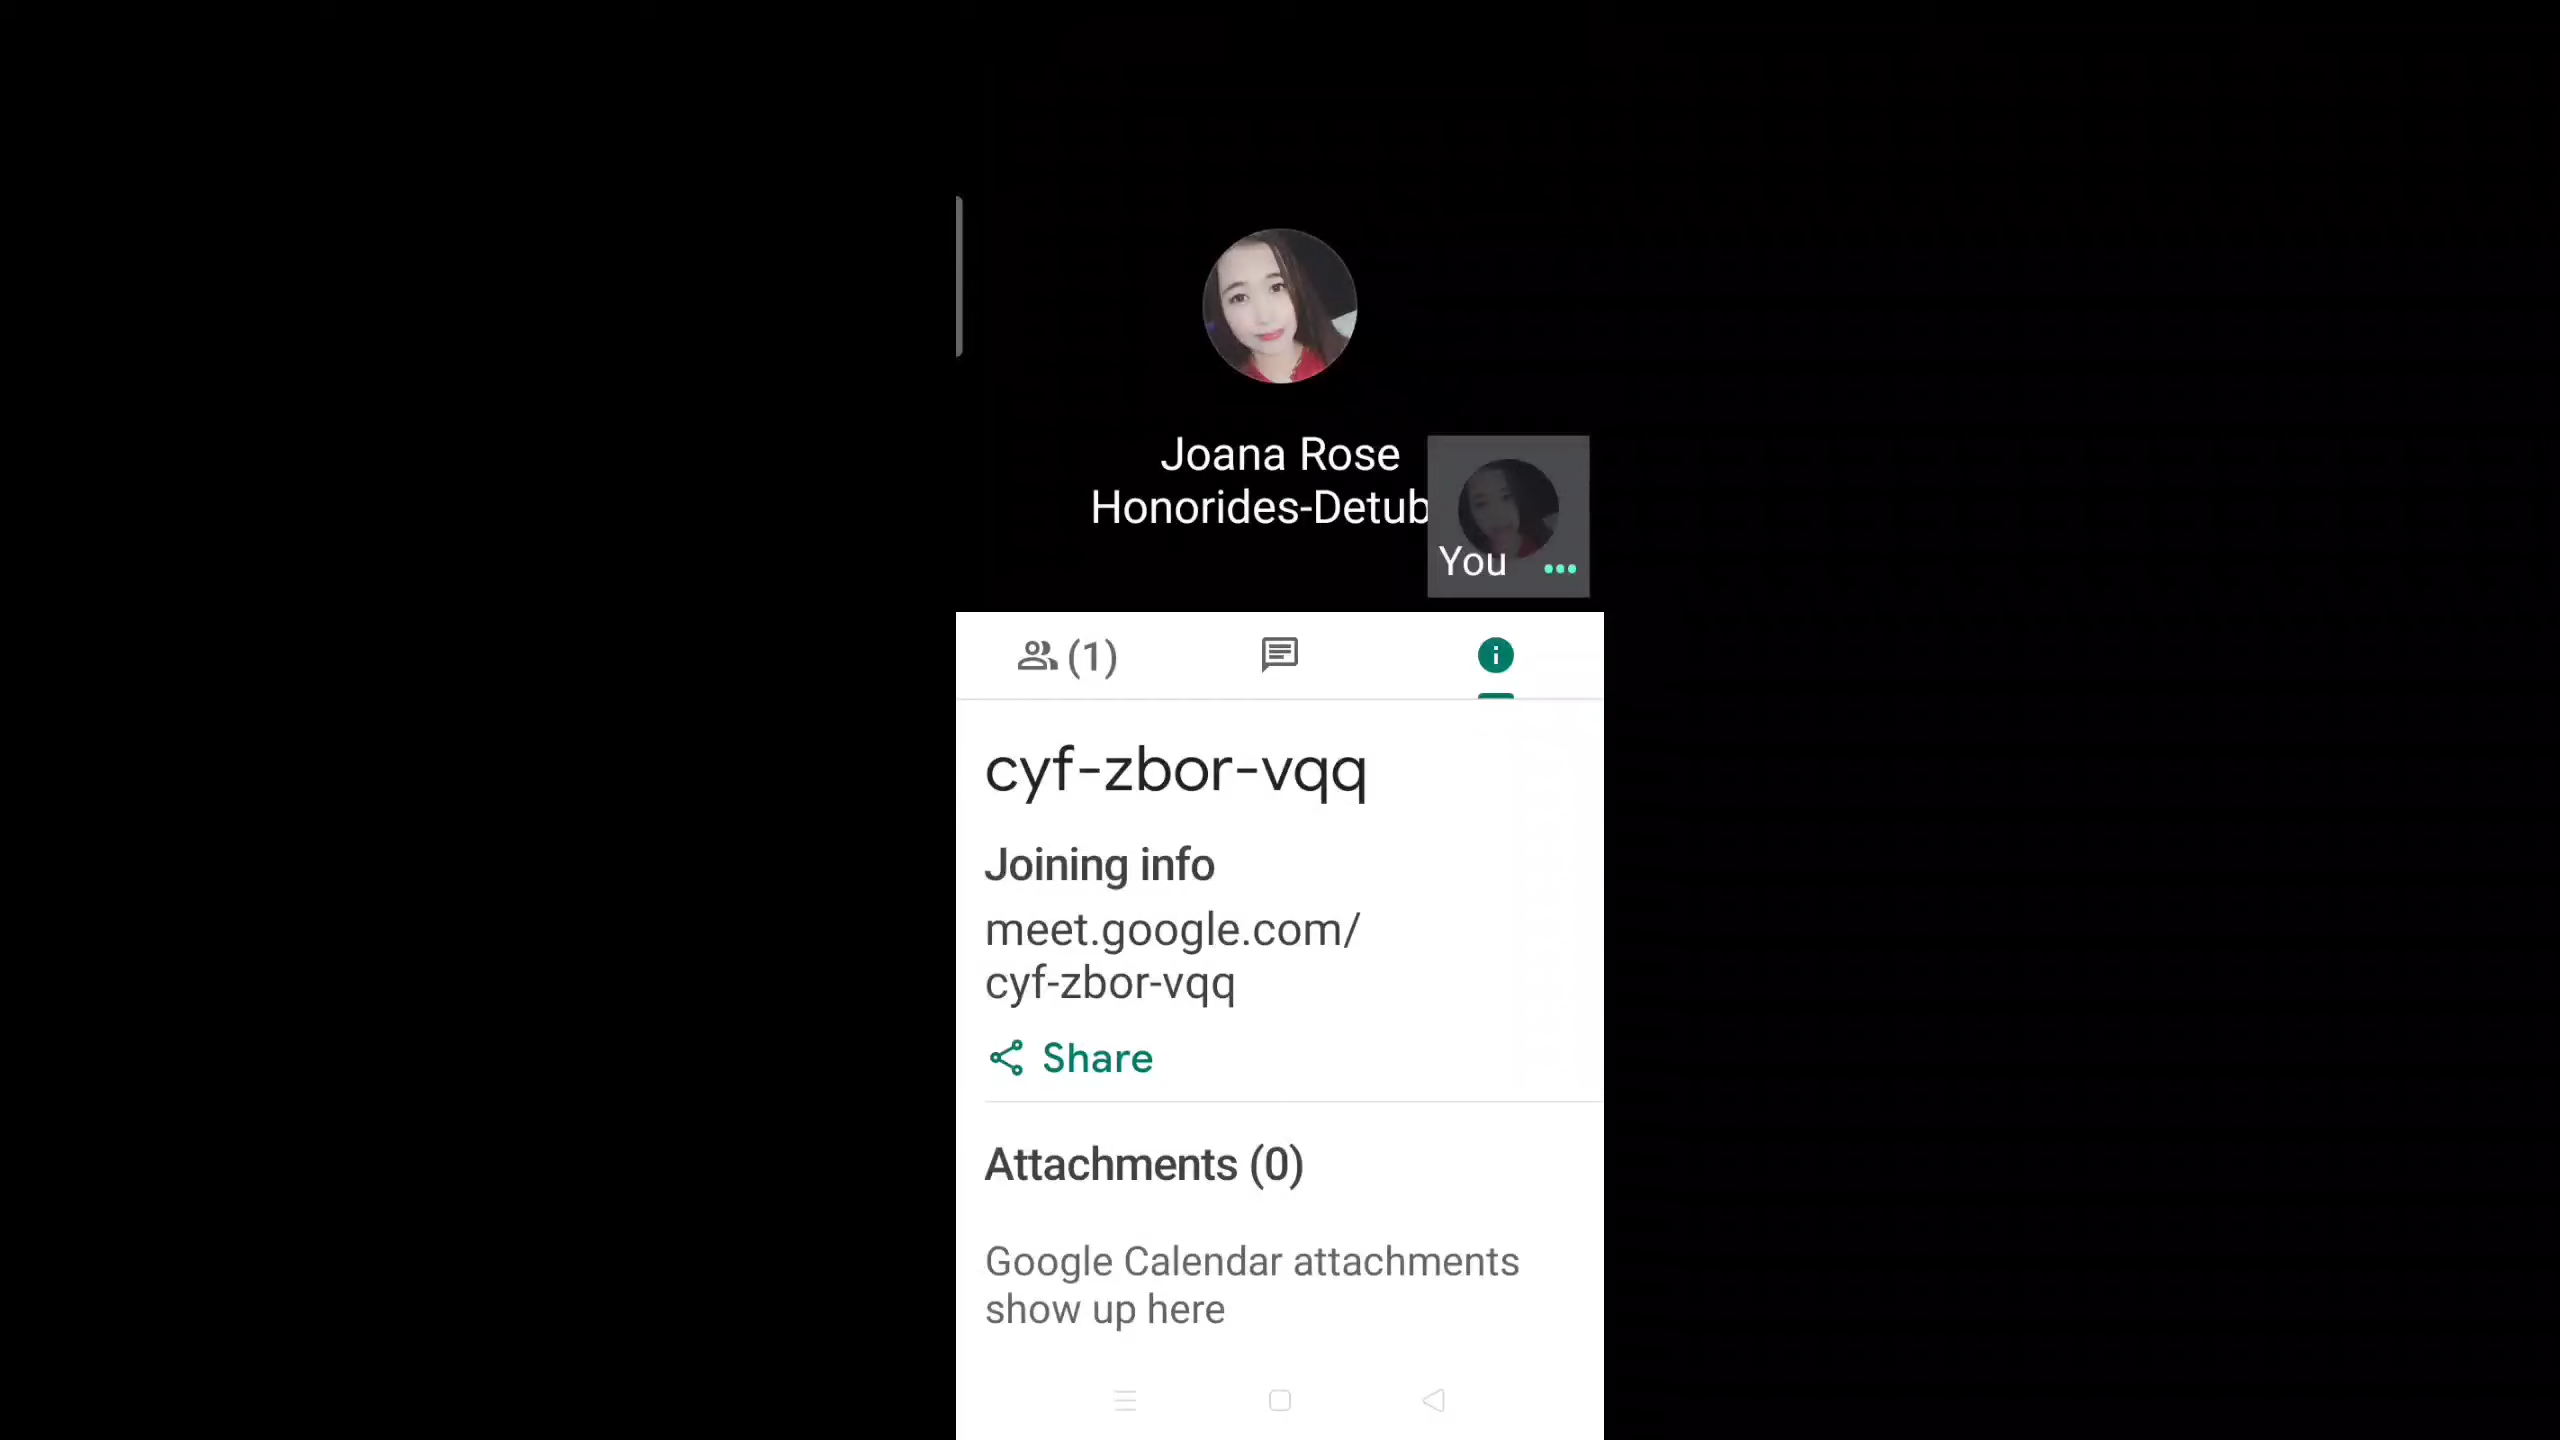 Joana Rose
Honorides-Detub
You
(1)
cyf-zbor-vqq
Joining info
meet.google.com/
cyf-zbor-vqq
Share
Attachments (0)
Google Calendar attachments
show up here